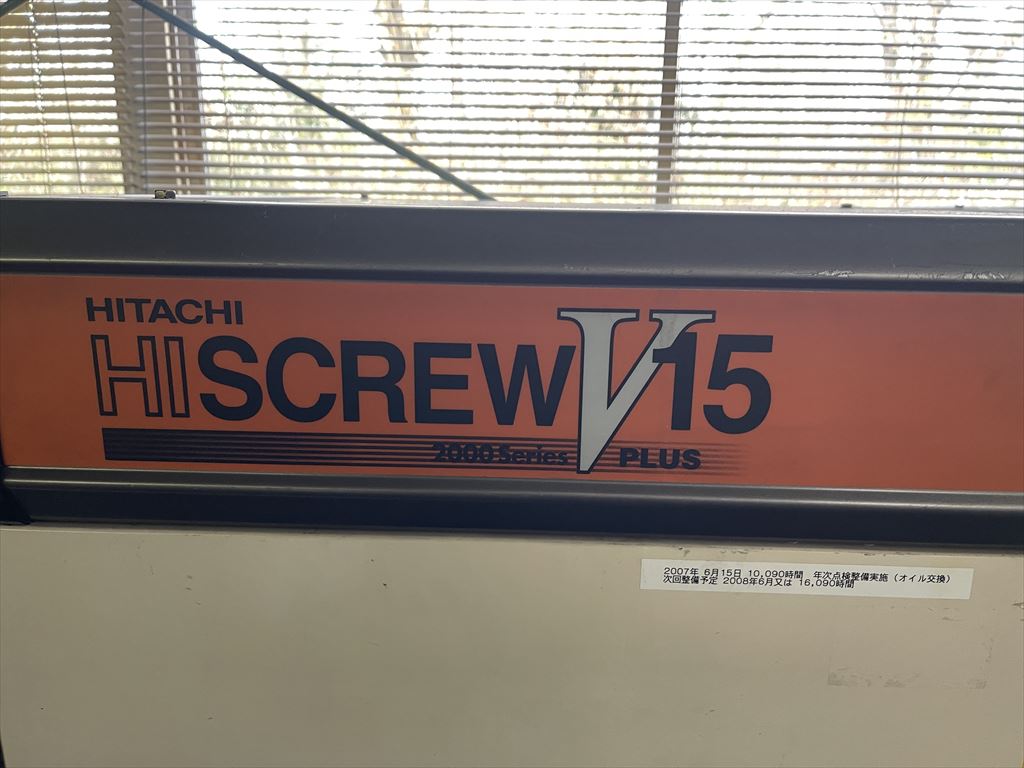 HITACHI
HISCREW V15
2000 Series PLUS
2007年 6月15日 10,090時間 年次点検整備実施（オイル交換）
次回整備予定 2008年6月又は 16,090時間